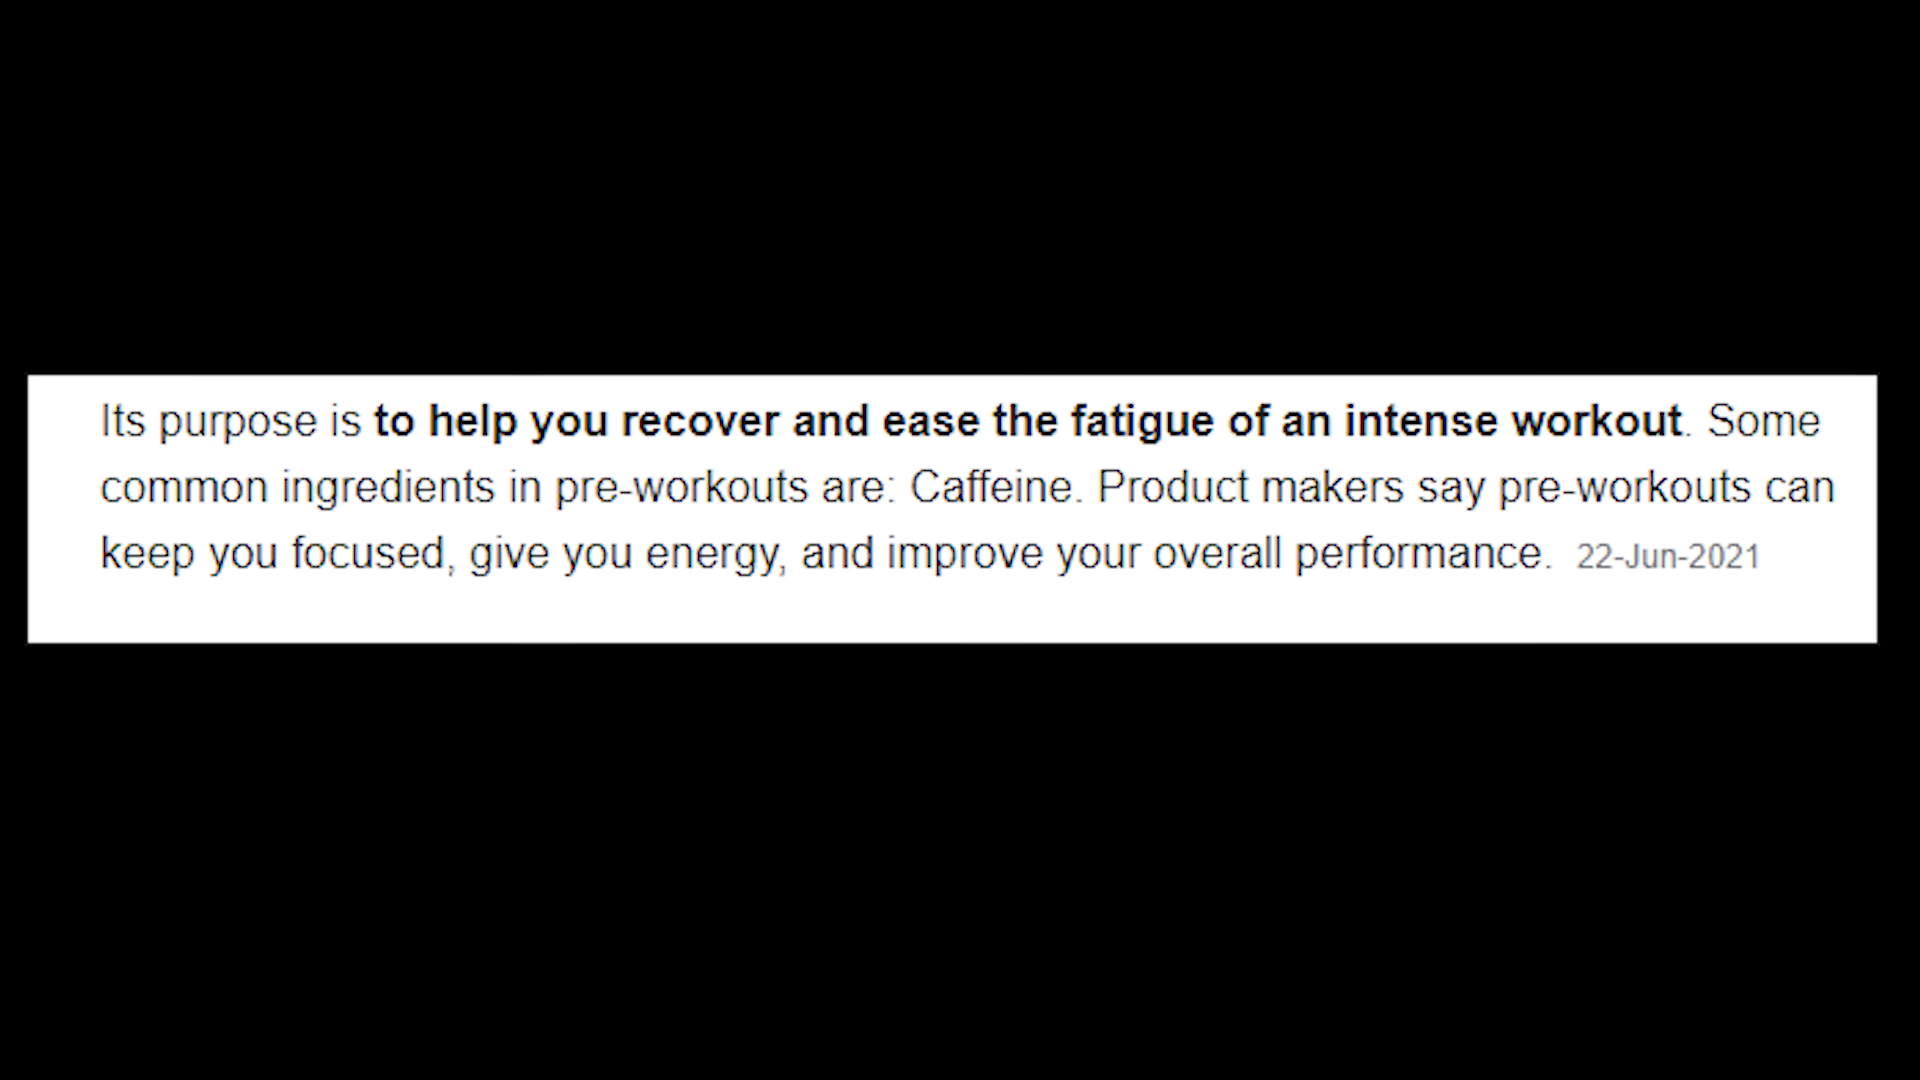 Its purpose is to help you recover and ease the fatigue of an intense workout. Some
common ingredients in pre-workouts are: Caffeine. Product makers say pre-workouts can
keep you focused, give you energy, and improve your overall performance. 22-Jun-2021